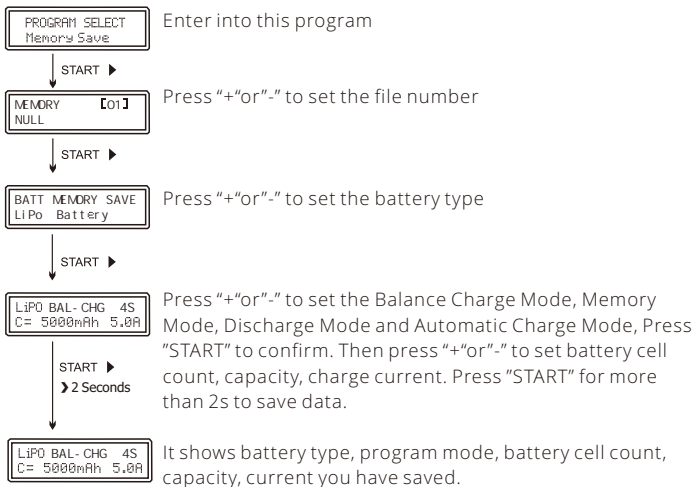 PROGRAM SELECT
Memory Save
Enter into this program
START ▶
MEMORY 【01】
NULL
Press “+“or”-” to set the file number
START ▶
BATT MEMORY SAVE
LiPo Battery
Press “+“or”-” to set the battery type
START ▶
LiPO BAL-CHG 4S
C= 5000mAh 5.0A
Press “+“or”-” to set the Balance Charge Mode, Memory
Mode, Discharge Mode and Automatic Charge Mode, Press
”START” to confirm. Then press “+“or”-” to set battery cell
count, capacity, charge current. Press ”START” for more
than 2s to save data.
START ▶
❯ 2 Seconds
LiPO BAL-CHG 4S
C= 5000mAh 5.0A
It shows battery type, program mode, battery cell count,
capacity, current you have saved.